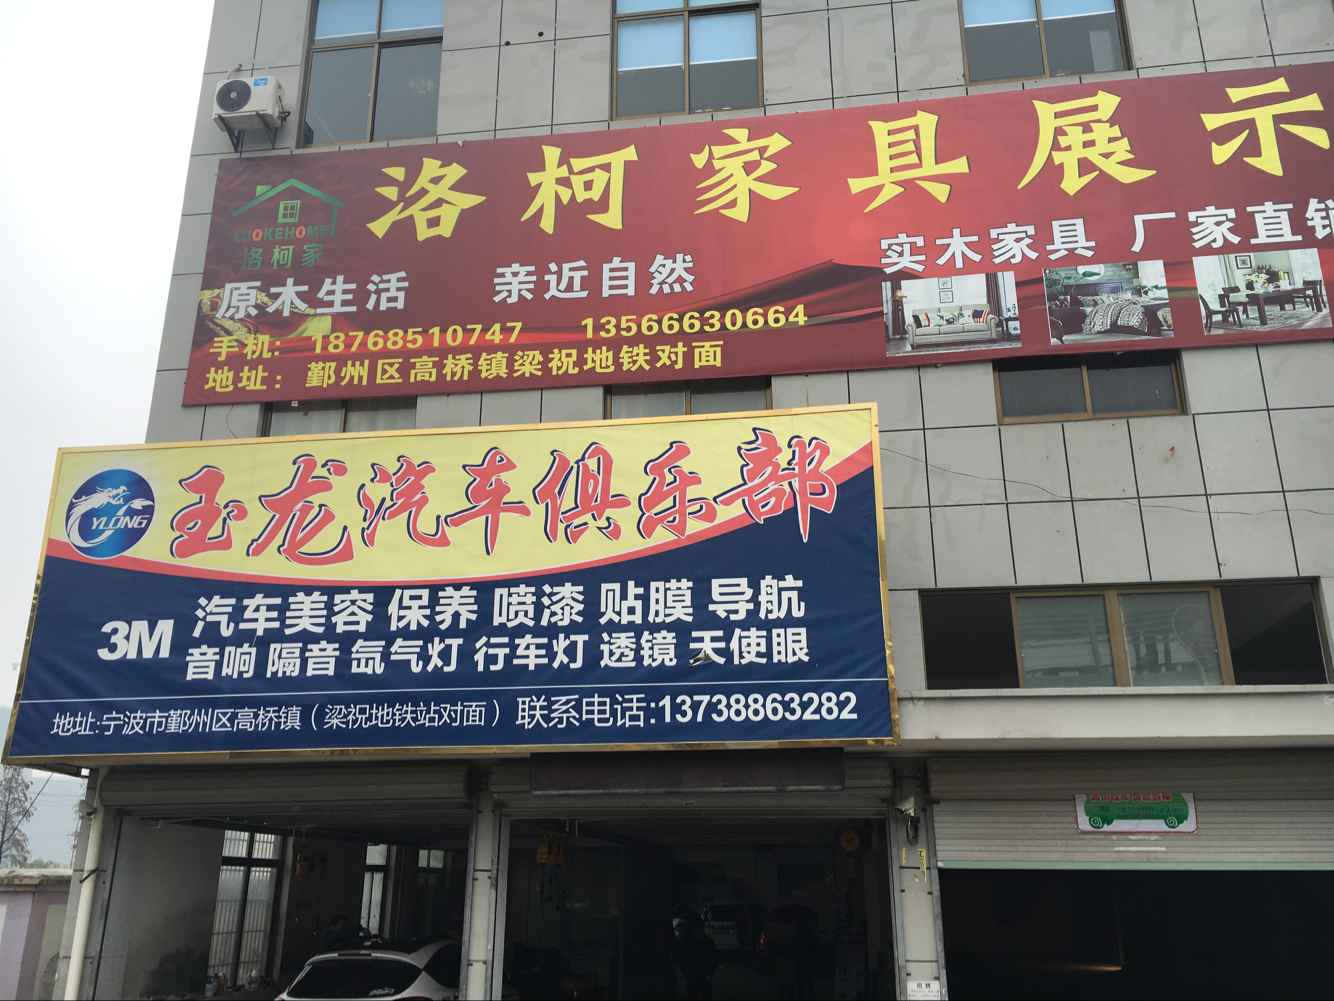 洛柯家具展示
LUOKEHOME
洛柯家
原木生活 亲近自然
实木家具 厂家直销
手机: 18768510747 13566630664
地址: 鄞州区高桥镇梁祝地铁对面
YLONG
玉龙汽车俱乐部
3M
汽车美容 保养 喷漆 贴膜 导航
音响 隔音 氙气灯 行车灯 透镜 天使眼
地址:宁波市鄞州区高桥镇（梁祝地铁站对面）联系电话:13738863282
招聘